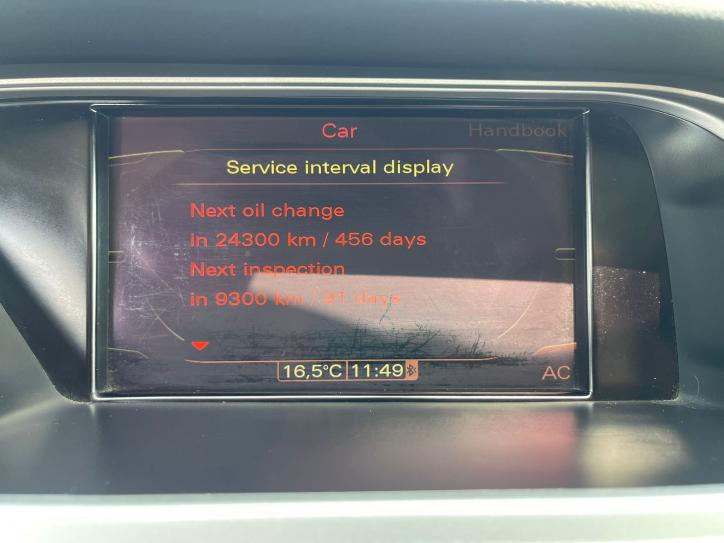 Car
Handbook
Service interval display
Next oil change
in 24300 km / 456 days
Next inspection
in 9300 km / 91 days
16,5°C 11:49
AC